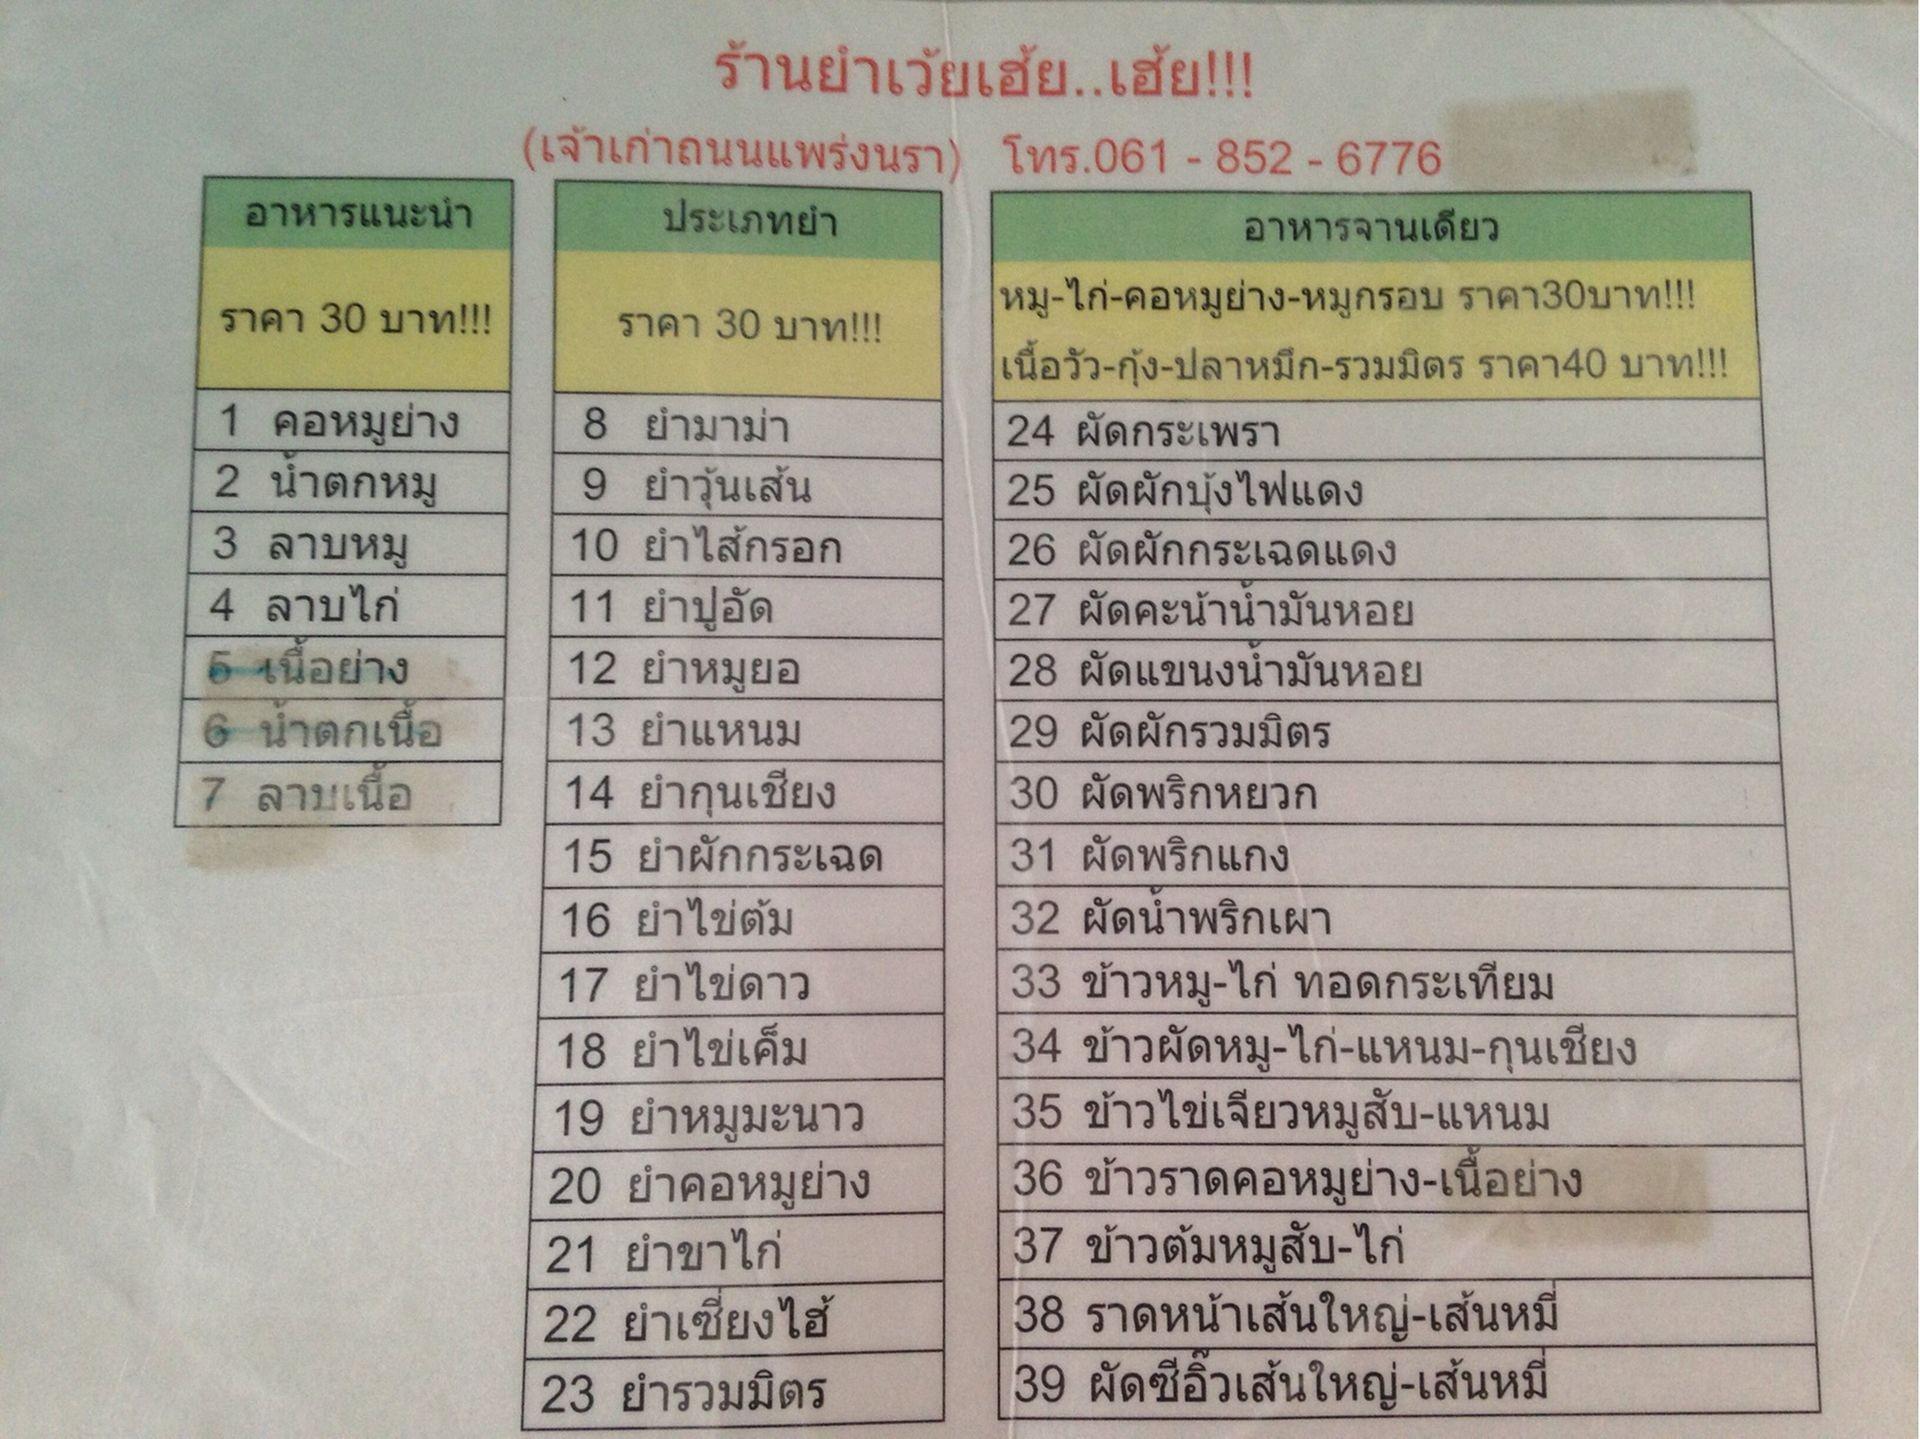 ร้านยำเว้ยเฮ้ย..เฮ้ย!!!
(เจ้าเก่าถนนแพร่งนรา) โทร.061 - 852 - 6776
อาหารแนะนำ
ราคา 30 บาท!!!
1 คอหมูย่าง
2 น้ำตกหมู
3 ลาบหมู
4 ลาบไก่
5 เนื้อย่าง
6 น้ำตกเนื้อ
7 ลาบเนื้อ
ประเภทยำ
ราคา 30 บาท!!!
8 ยำมาม่า
9 ยำวุ้นเส้น
10 ยำไส้กรอก
11 ยำปูอัด
12 ยำหมูยอ
13 ยำแหนม
14 ยำกุนเชียง
15 ยำผักกระเฉด
16 ยำไข่ต้ม
17 ยำไข่ดาว
18 ยำไข่เค็ม
19 ยำหมูมะนาว
20 ยำคอหมูย่าง
21 ยำขาไก่
22 ยำเซี่ยงไฮ้
23 ยำรวมมิตร
อาหารจานเดียว
หมู-ไก่-คอหมูย่าง-หมูกรอบ ราคา30บาท!!!
เนื้อวัว-กุ้ง-ปลาหมึก-รวมมิตร ราคา40 บาท!!!
24 ผัดกระเพรา
25 ผัดผักบุ้งไฟแดง
26 ผัดผักกระเฉดแดง
27 ผัดคะน้าน้ำมันหอย
28 ผัดแขนงน้ำมันหอย
29 ผัดผักรวมมิตร
30 ผัดพริกหยวก
31 ผัดพริกแกง
32 ผัดน้ำพริกเผา
33 ข้าวหมู-ไก่ ทอดกระเทียม
34 ข้าวผัดหมู-ไก่-แหนม-กุนเชียง
35 ข้าวไข่เจียวหมูสับ-แหนม
36 ข้าวราดคอหมูย่าง-เนื้อย่าง
37 ข้าวต้มหมูสับ-ไก่
38 ราดหน้าเส้นใหญ่-เส้นหมี่
39 ผัดซีอิ๊วเส้นใหญ่-เส้นหมี่